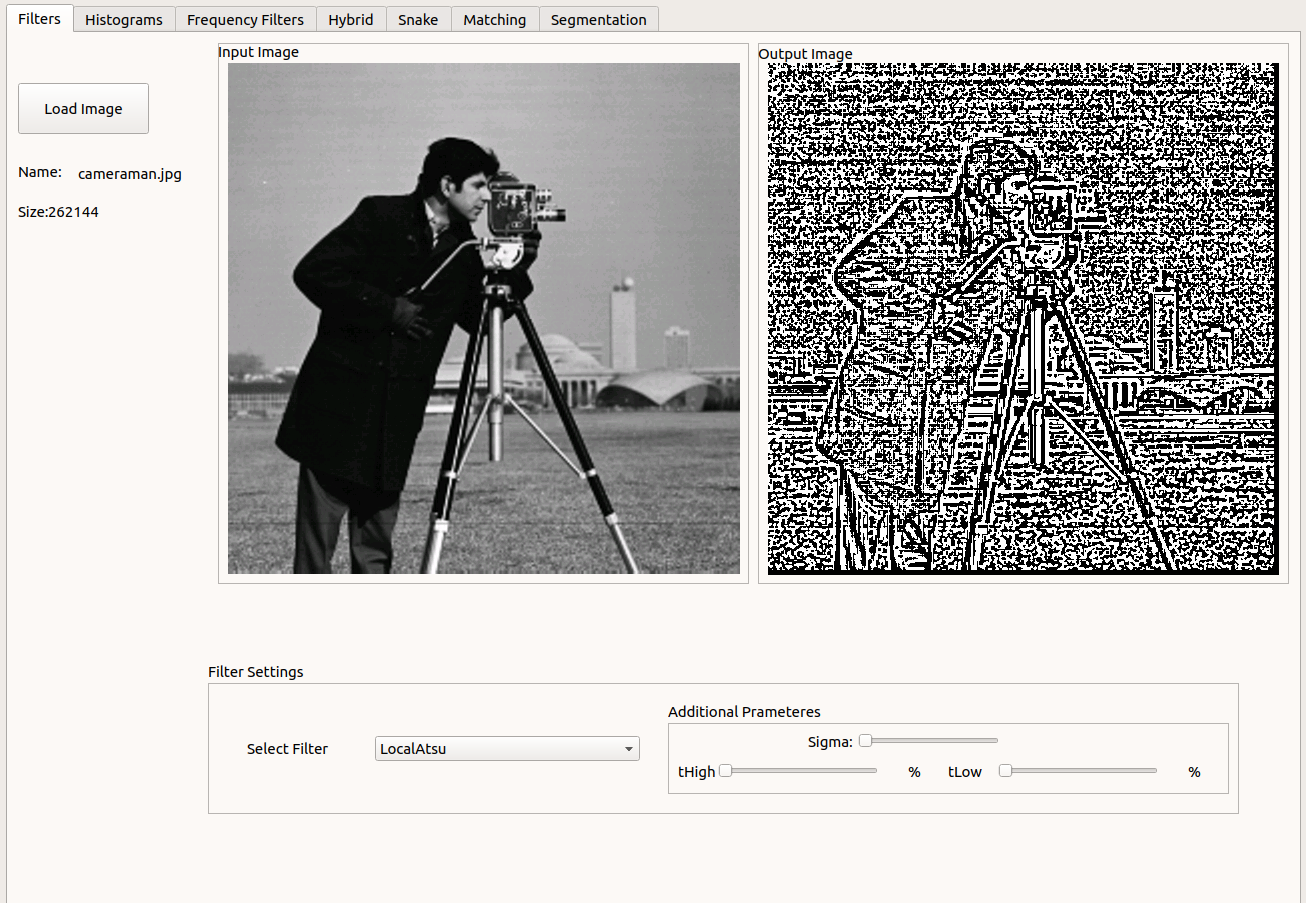 Filters Histograms Frequency Filters Hybrid Snake Matching Segmentation
Input Image
Output Image
Load Image
Name: cameraman.jpg
Size:262144
Filter Settings
Additional Prameteres
Select Filter LocalAtsu
Sigma:
tHigh % tLow %